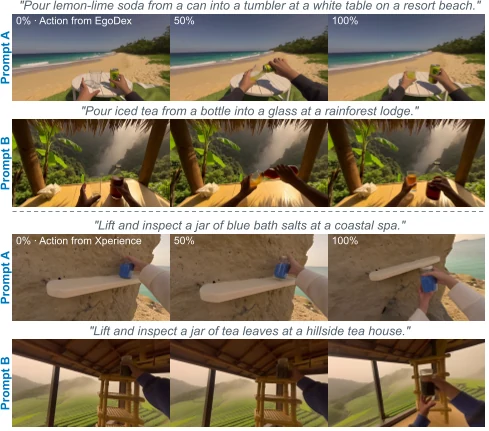 "Pour lemon-lime soda from a can into a tumbler at a white table on a resort beach."
Prompt A
0% · Action from EgoDex
50%
100%
"Pour iced tea from a bottle into a glass at a rainforest lodge."
Prompt B
"Lift and inspect a jar of blue bath salts at a coastal spa."
Prompt A
0% · Action from Xperience
50%
100%
"Lift and inspect a jar of tea leaves at a hillside tea house."
Prompt B